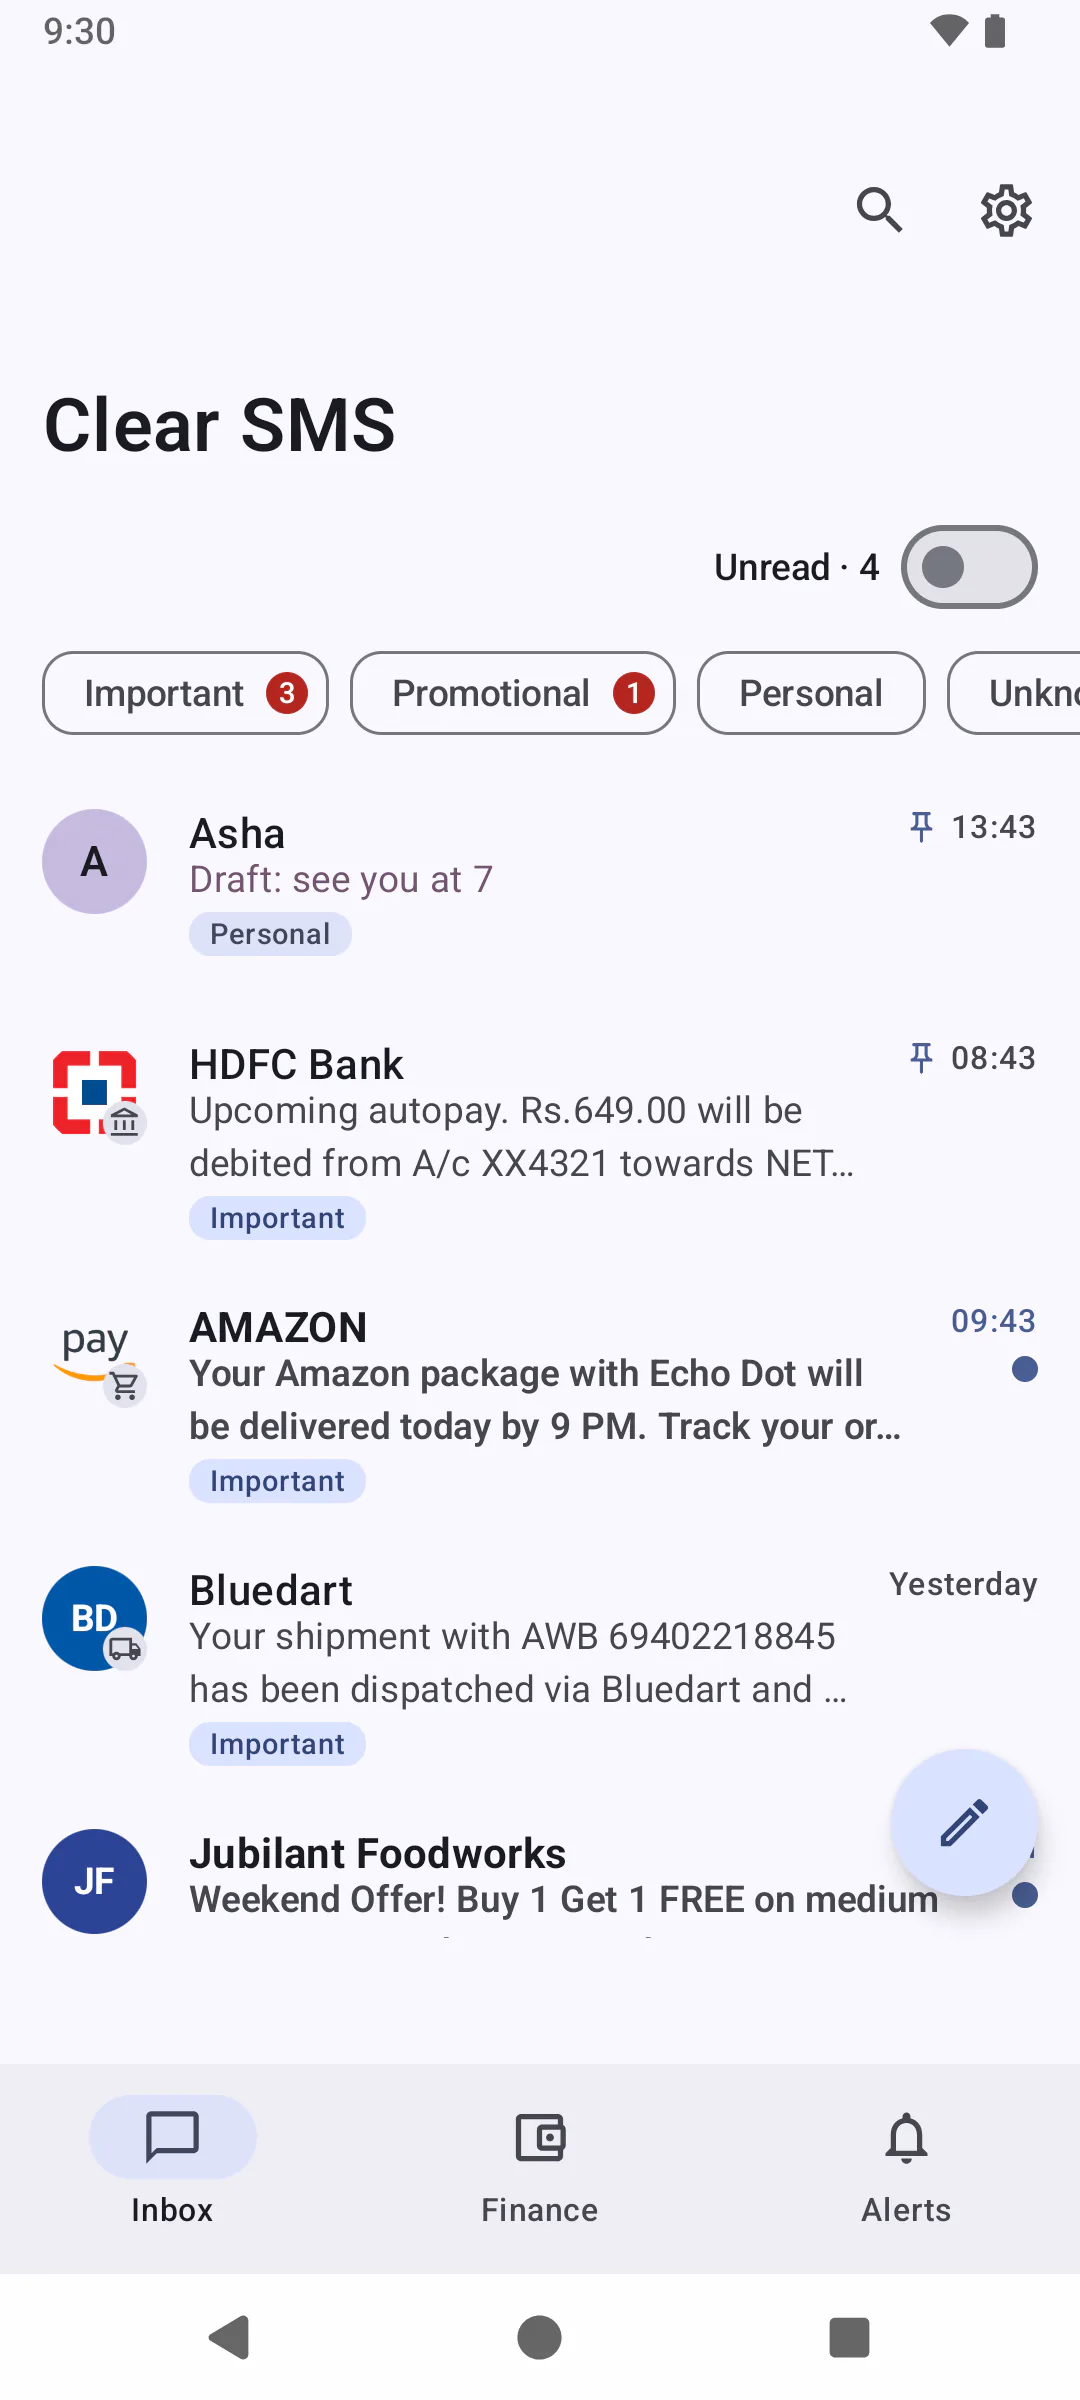 9:30
Clear SMS
Unread · 4
Important 3
Promotional 1
Personal
Unkno
A
Asha
13:43
Draft: see you at 7
Personal
HDFC Bank
08:43
Upcoming autopay. Rs.649.00 will be
debited from A/c XX4321 towards NET…
Important
pay
AMAZON
09:43
Your Amazon package with Echo Dot will
be delivered today by 9 PM. Track your or…
Important
BD
Bluedart
Yesterday
Your shipment with AWB 69402218845
has been dispatched via Bluedart and …
Important
JF
Jubilant Foodworks
Weekend Offer! Buy 1 Get 1 FREE on medium
Inbox
Finance
Alerts